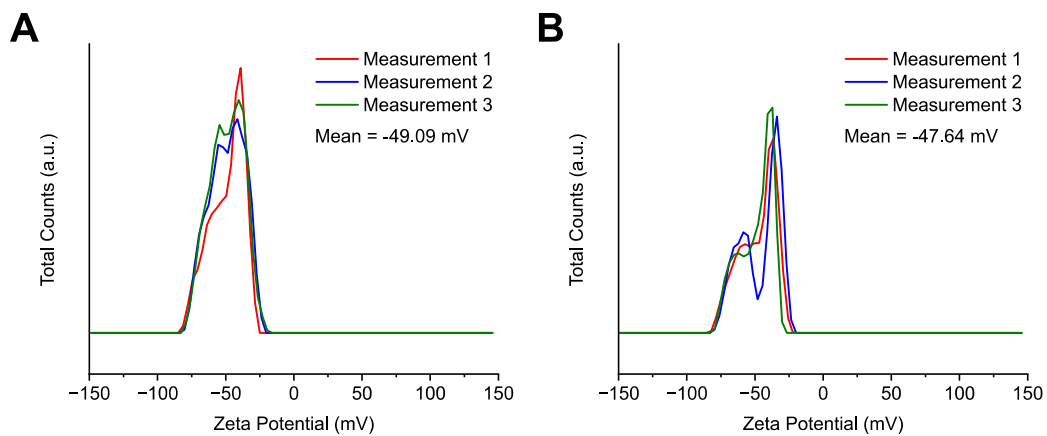 A
Measurement 1
Measurement 2
Measurement 3
Mean = -49.09 mV
Total Counts (a.u.)
−150 −100 −50 0 50 100 150
Zeta Potential (mV)
B
Measurement 1
Measurement 2
Measurement 3
Mean = -47.64 mV
Total Counts (a.u.)
−150 −100 −50 0 50 100 150
Zeta Potential (mV)